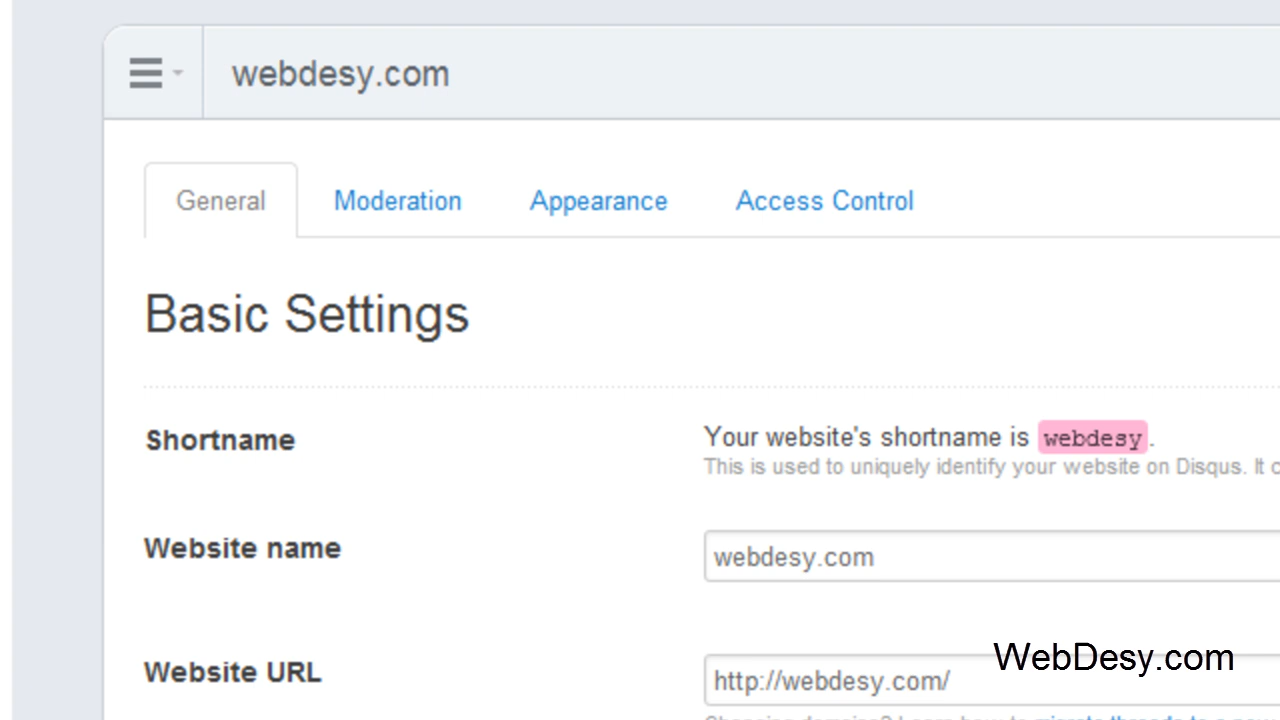 webdesy.com
General Moderation Appearance Access Control
Basic Settings
Shortname Your website's shortname is webdesy.
This is used to uniquely identify your website on Disqus. It
Website name webdesy.com
WebDesy.com
Website URL http://webdesy.com/